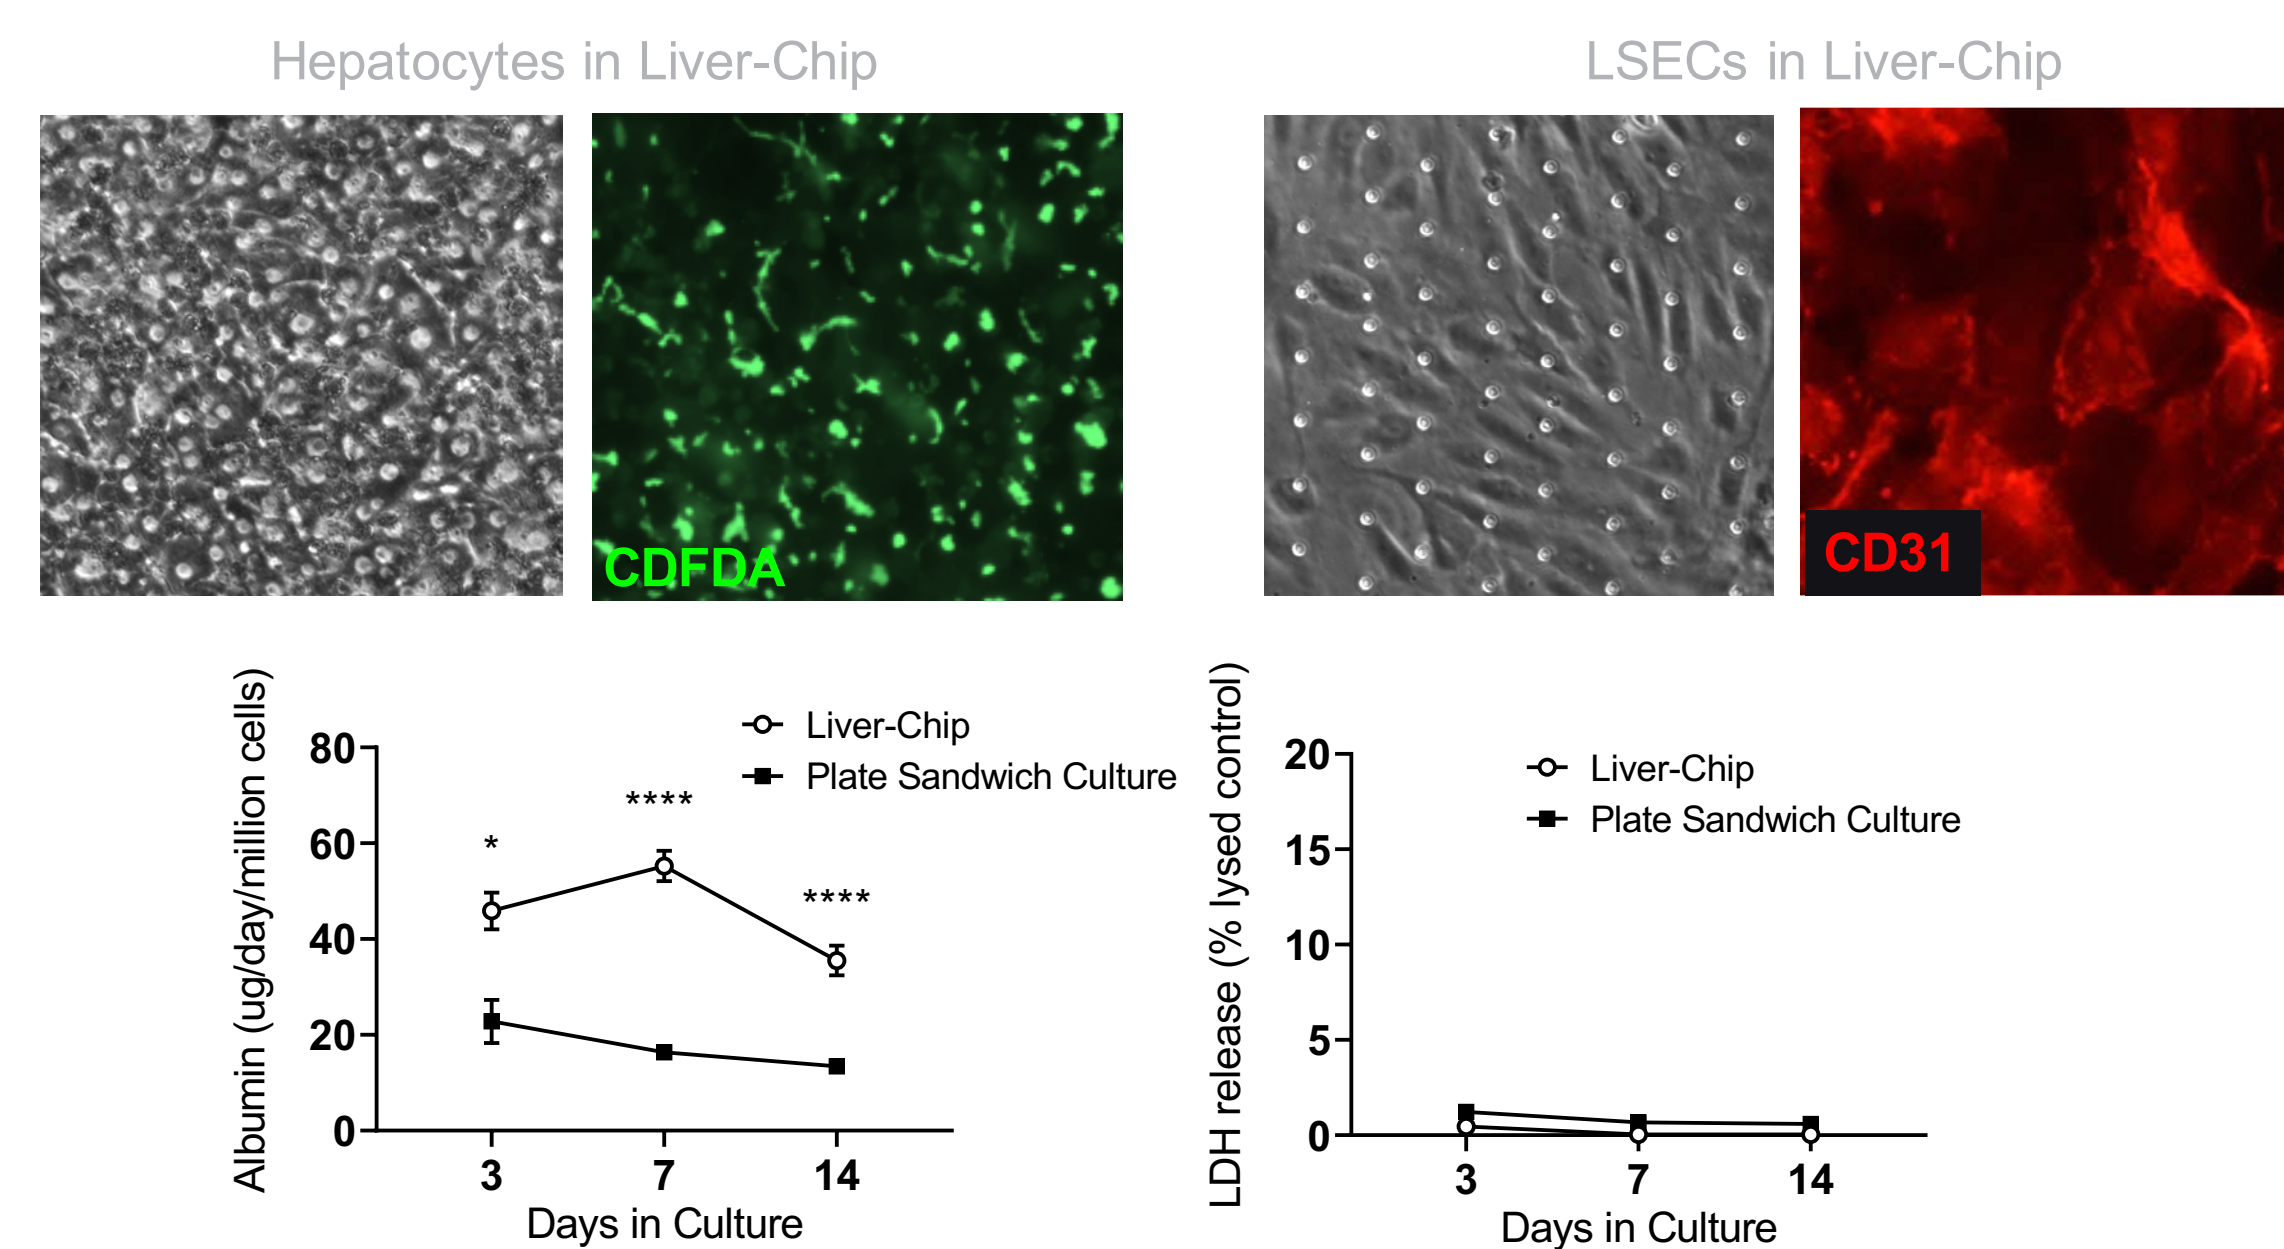 Hepatocytes in Liver-Chip
LSECs in Liver-Chip
CDFDA
CD31
Albumin (ug/day/million cells)
80
60
40
20
0
*
****
****
Liver-Chip
Plate Sandwich Culture
3 7 14
Days in Culture
LDH release (% lysed control)
20
15
10
5
0
Liver-Chip
Plate Sandwich Culture
3 7 14
Days in Culture